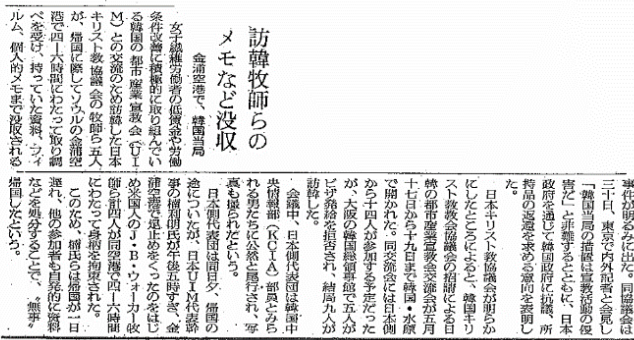 訪韓牧師らの
メモなど没収
金浦空港で、韓国当局
女子繊維労働者の低賃金や労働
条件改善に積極的に取り組んでい
る韓国の都市産業宣教会(UI
M)との交流のため訪韓した日本
キリスト教協議会の牧師ら五人
が、帰国に際してソウルの金浦空
港で四―六時間にわたって取り調
べを受け、持っていた資料、フィ
ルム、個人的メモまで没収される
事件が明るみに出た。同協議会は
三十日、東京で内外記者と会見し
「韓国当局の措置は宣教活動の侵
害だ」と非難するとともに、日本
政府を通じて韓国政府に抗議、所
持品の返還を求める意向を表明し
た。
日本キリスト教協議会が明らか
にしたところによると、韓国キリ
スト教教会協議会の招請による日
韓の都市産業宣教会交流会が五月
十七日から十九日まで韓国・水原
で開かれた。同交流会には日本側
から十四人が参加する予定だった
が、大阪の韓国総領事館で五人が
ビザ発給を拒否され、結局九人が
訪韓した。
会議中、日本側代表団は韓国中
央情報部(KCIA)部員とみら
れる男たちに公然と尾行され、写
真も撮られたという。
日本側代表団は同日夕、帰国の
途についたが、日本UIM代表幹
事の楠利明氏が午後五時すぎ、金
浦空港で足止めをくったのをはじ
め米国人のJ・B・ウォーカー牧
師ら計四人が同空港で四―六時間
にわたって身柄を拘束された。
このため、楠氏らは帰国が一日
遅れ、他の参加者も自発的に資料
などを処分することで、〝無事〟
帰国したという。